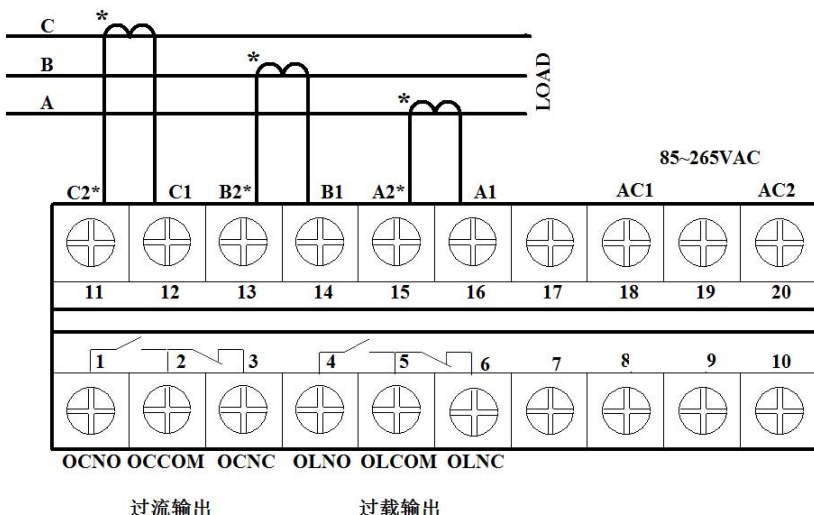 *
C
*
B
*
A
LOAD
85~265VAC
C2* C1 B2* B1 A2* A1 AC1 AC2
11 12 13 14 15 16 17 18 19 20
1 2 3 4 5 6 7 8 9 10
OCNO OCCOM OCNC OLNO OLCOM OLNC
过流输出 过载输出